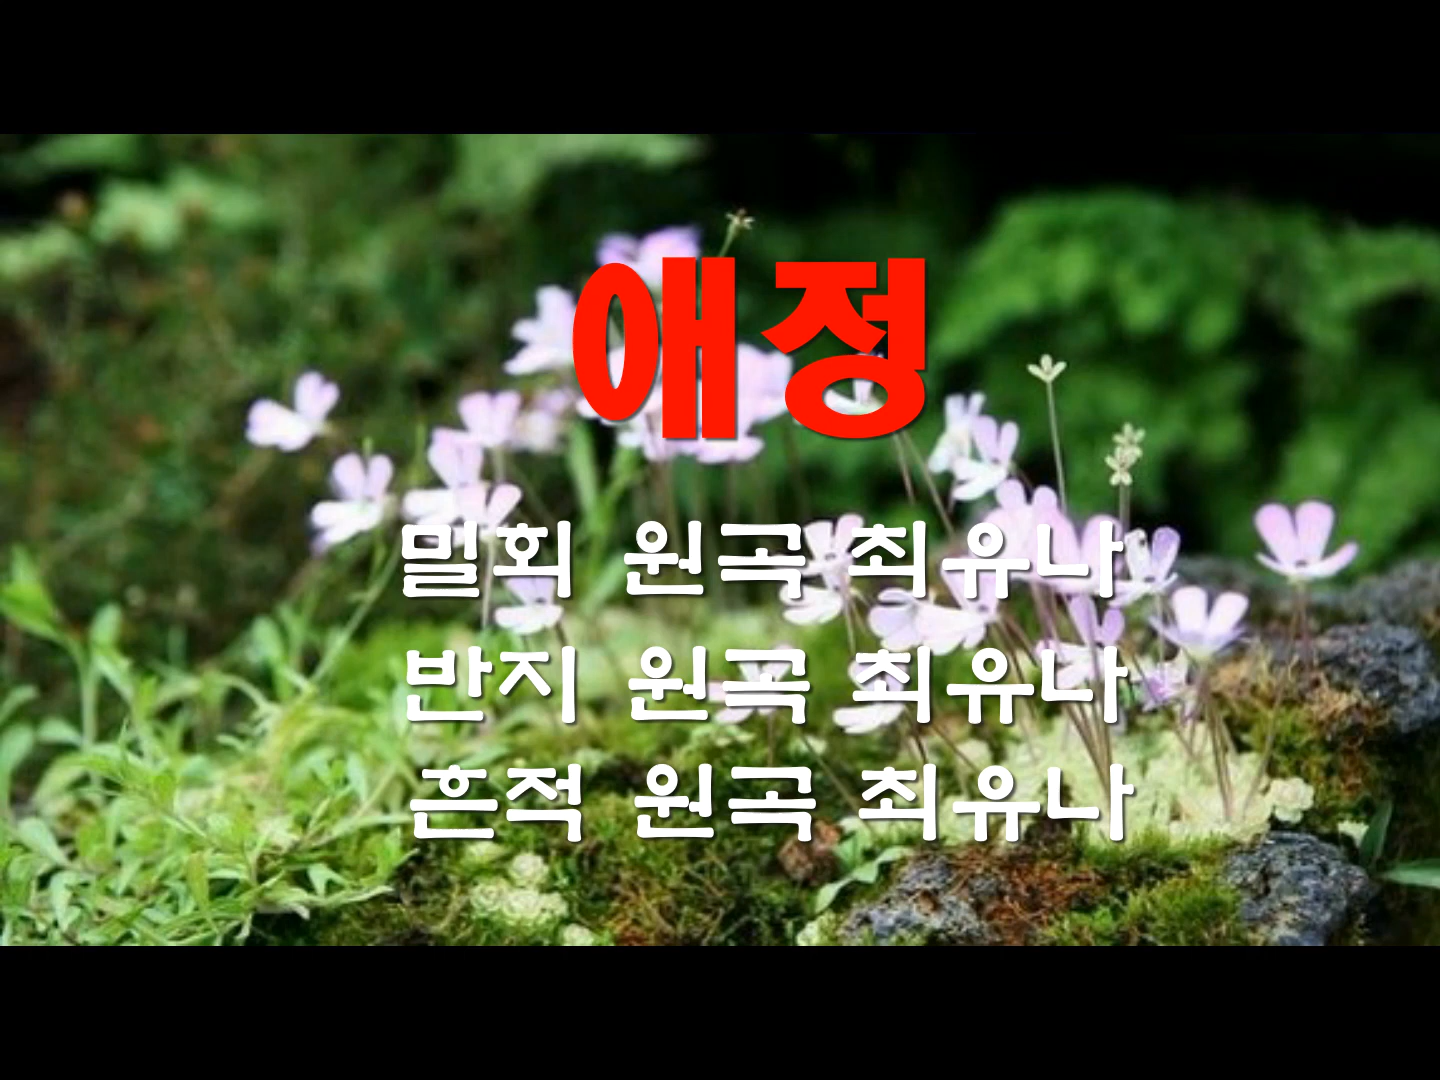 애정
밀회 원곡 최유나
반지 원곡 최유나
흔적 원곡 최유나